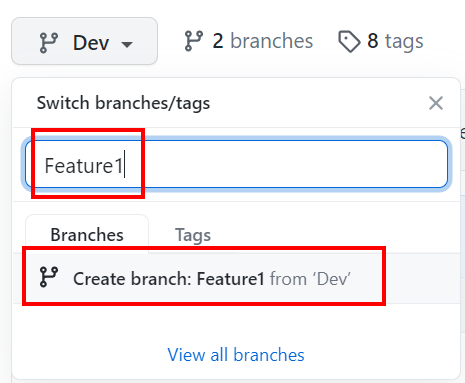 Dev 2 branches 8 tags
Switch branches/tags
Feature1
Branches Tags
Create branch: Feature1 from ‘Dev’
View all branches